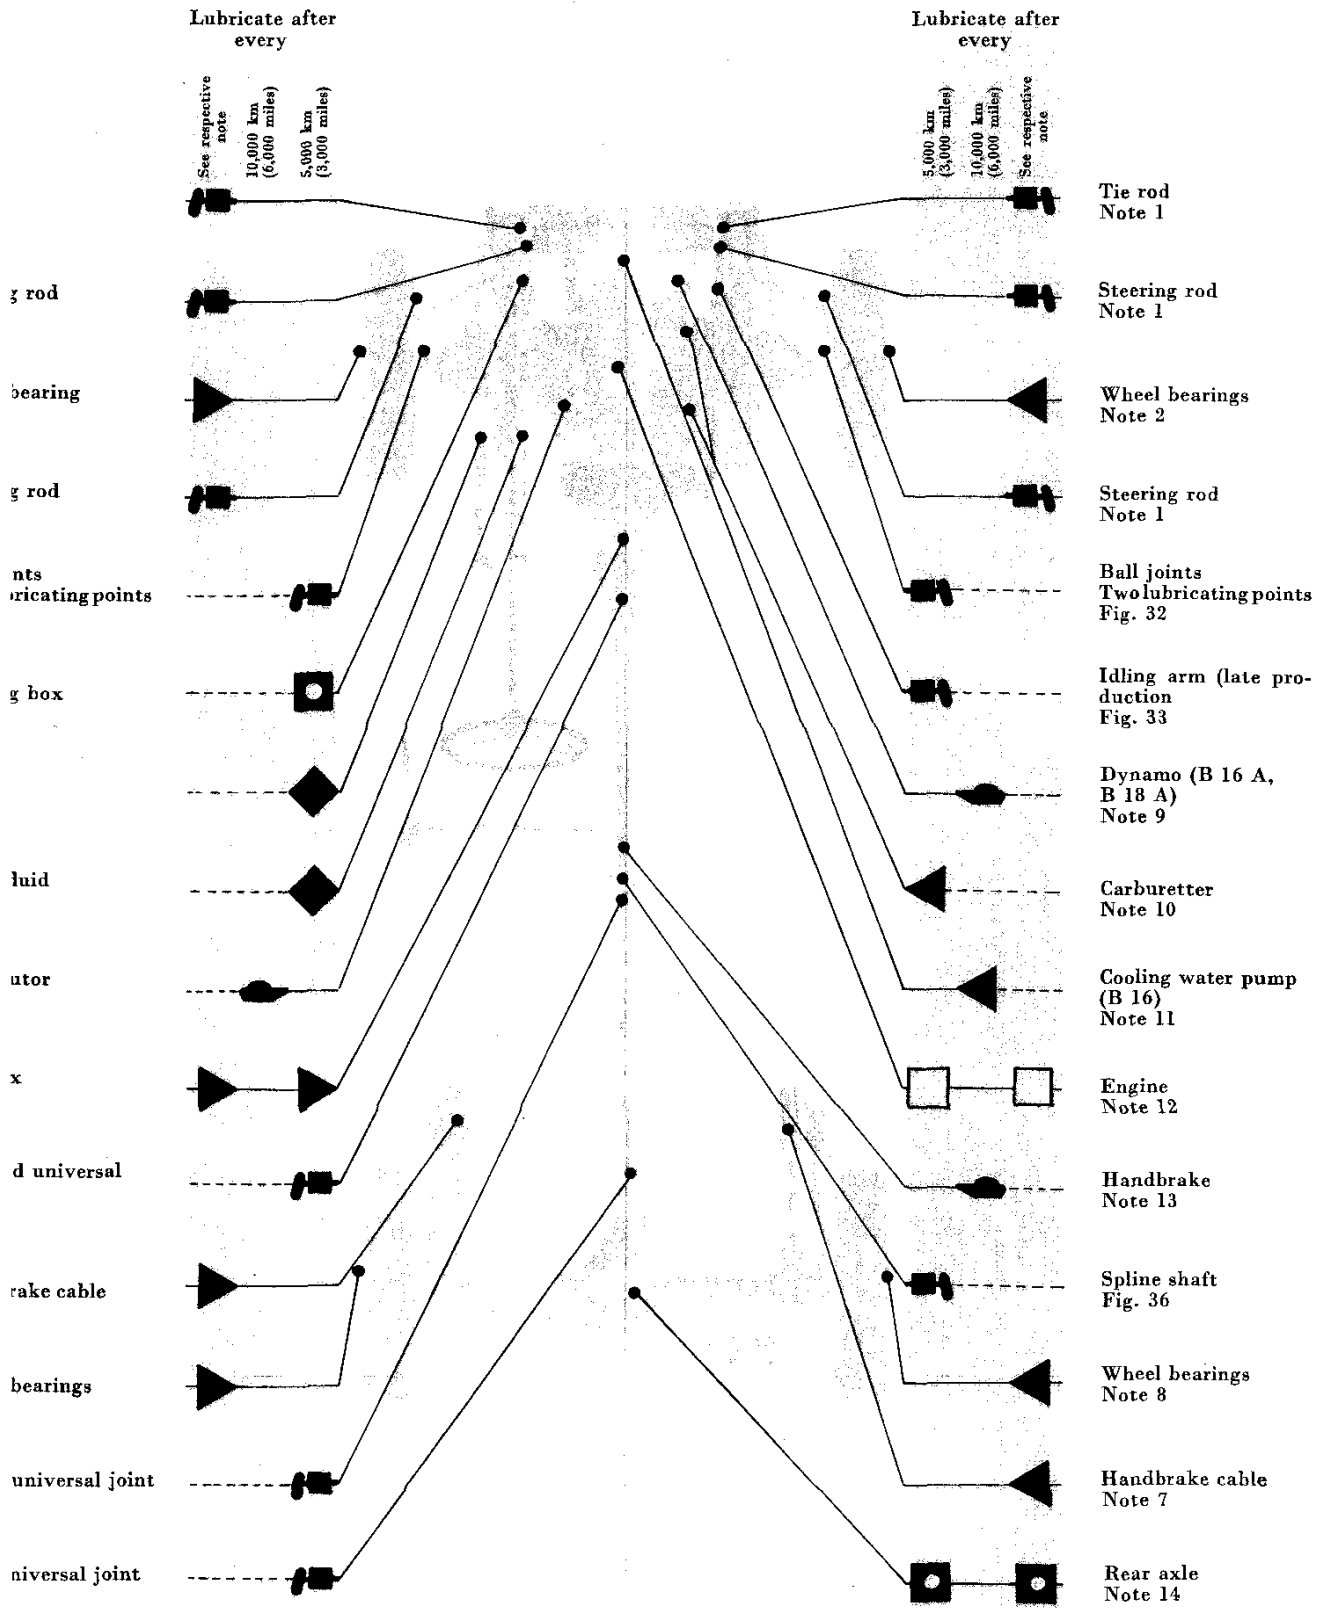 Lubricate after
every
See respective
note
10,000 km
(6,000 miles)
5,000 km
(3,000 miles)
g rod
bearing
g rod
nts
ricating points
g box
luid
utor
x
d universal
rake cable
bearings
universal joint
niversal joint
Lubricate after
every
5,000 km
(3,000 miles)
10,000 km
(6,000 miles)
See respective
note
Tie rod
Note 1
Steering rod
Note 1
Wheel bearings
Note 2
Steering rod
Note 1
Ball joints
Two lubricating points
Fig. 32
Idling arm (late pro-
duction
Fig. 33
Dynamo (B 16 A,
B 18 A)
Note 9
Carburetter
Note 10
Cooling water pump
(B 16)
Note 11
Engine
Note 12
Handbrake
Note 13
Spline shaft
Fig. 36
Wheel bearings
Note 8
Handbrake cable
Note 7
Rear axle
Note 14